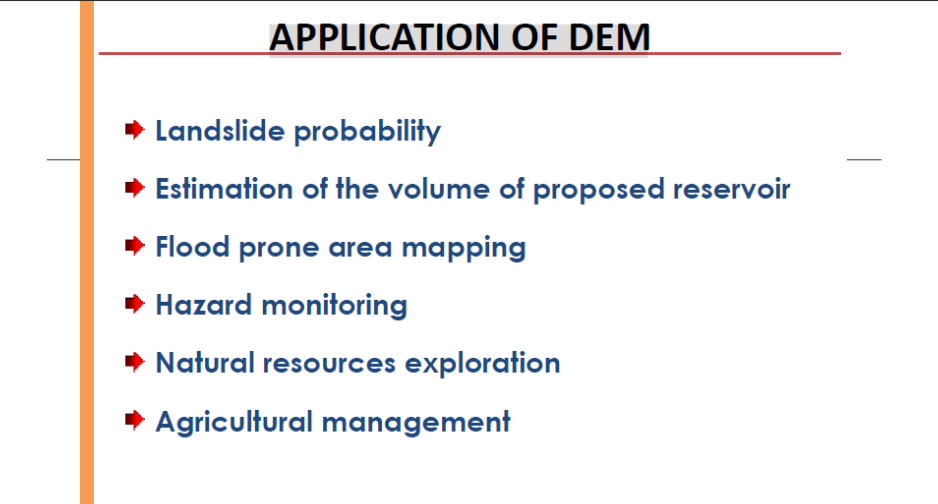 APPLICATION OF DEM
Landslide probability
Estimation of the volume of proposed reservoir
Flood prone area mapping
Hazard monitoring
Natural resources exploration
Agricultural management